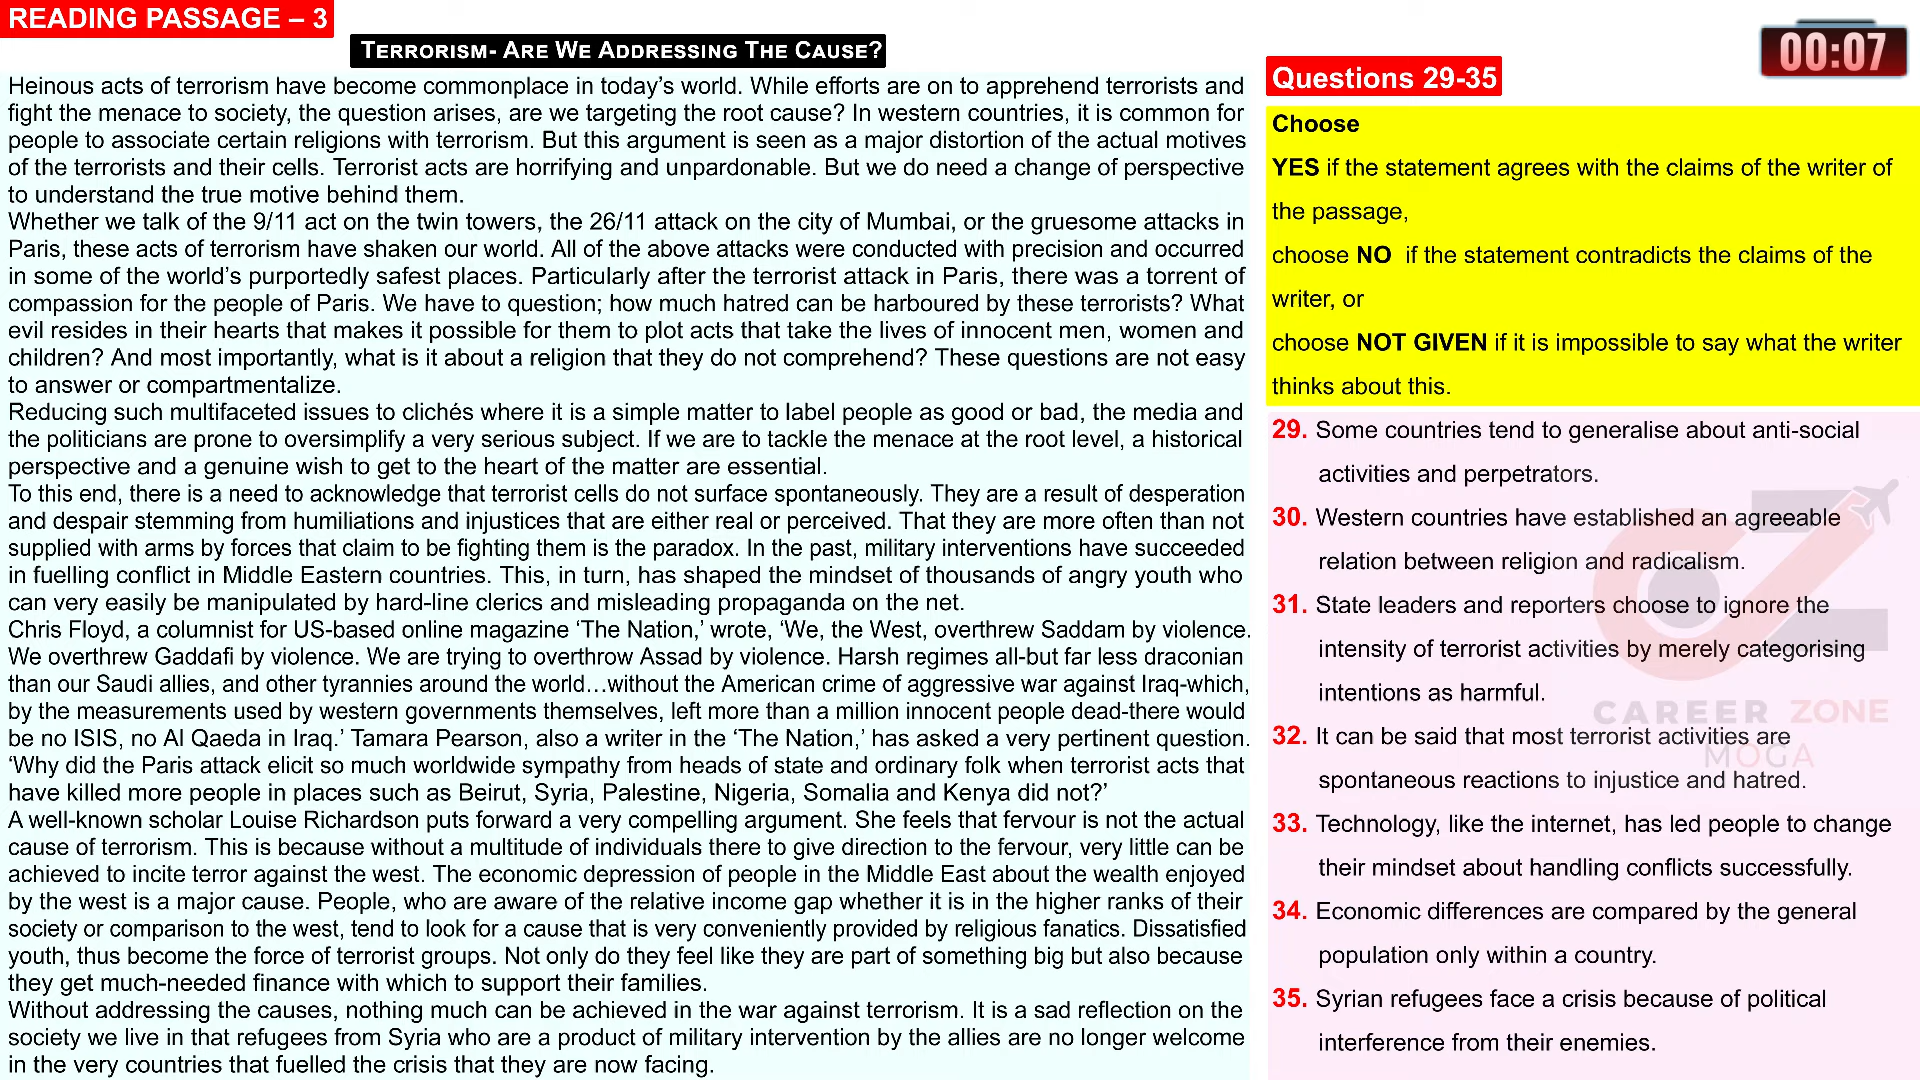 READING PASSAGE – 3
TERRORISM- ARE WE ADDRESSING THE CAUSE?
Heinous acts of terrorism have become commonplace in today's world. While efforts are on to apprehend terrorists and
fight the menace to society, the question arises, are we targeting the root cause? In western countries, it is common for
people to associate certain religions with terrorism. But this argument is seen as a major distortion of the actual motives
of the terrorists and their cells. Terrorist acts are horrifying and unpardonable. But we do need a change of perspective
to understand the true motive behind them.
Whether we talk of the 9/11 act on the twin towers, the 26/11 attack on the city of Mumbai, or the gruesome attacks in
Paris, these acts of terrorism have shaken our world. All of the above attacks were conducted with precision and occurred
in some of the world's purportedly safest places. Particularly after the terrorist attack in Paris, there was a torrent of
compassion for the people of Paris. We have to question; how much hatred can be harboured by these terrorists? What
evil resides in their hearts that makes it possible for them to plot acts that take the lives of innocent men, women and
children? And most importantly, what is it about a religion that they do not comprehend? These questions are not easy
to answer or compartmentalize.
Reducing such multifaceted issues to clichés where it is a simple matter to label people as good or bad, the media and
the politicians are prone to oversimplify a very serious subject. If we are to tackle the menace at the root level, a historical
perspective and a genuine wish to get to the heart of the matter are essential.
To this end, there is a need to acknowledge that terrorist cells do not surface spontaneously. They are a result of desperation
and despair stemming from humiliations and injustices that are either real or perceived. That they are more often than not
supplied with arms by forces that claim to be fighting them is the paradox. In the past, military interventions have succeeded
in fuelling conflict in Middle Eastern countries. This, in turn, has shaped the mindset of thousands of angry youth who
can very easily be manipulated by hard-line clerics and misleading propaganda on the net.
Chris Floyd, a columnist for US-based online magazine 'The Nation,' wrote, 'We, the West, overthrew Saddam by violence.
We overthrew Gaddafi by violence. We are trying to overthrow Assad by violence. Harsh regimes all-but far less draconian
than our Saudi allies, and other tyrannies around the world…without the American crime of aggressive war against Iraq-which,
by the measurements used by western governments themselves, left more than a million innocent people dead-there would
be no ISIS, no Al Qaeda in Iraq.' Tamara Pearson, also a writer in the 'The Nation,' has asked a very pertinent question.
'Why did the Paris attack elicit so much worldwide sympathy from heads of state and ordinary folk when terrorist acts that
have killed more people in places such as Beirut, Syria, Palestine, Nigeria, Somalia and Kenya did not?'
A well-known scholar Louise Richardson puts forward a very compelling argument. She feels that fervour is not the actual
cause of terrorism. This is because without a multitude of individuals there to give direction to the fervour, very little can be
achieved to incite terror against the west. The economic depression of people in the Middle East about the wealth enjoyed
by the west is a major cause. People, who are aware of the relative income gap whether it is in the higher ranks of their
society or comparison to the west, tend to look for a cause that is very conveniently provided by religious fanatics. Dissatisfied
youth, thus become the force of terrorist groups. Not only do they feel like they are part of something big but also because
they get much-needed finance with which to support their families.
Without addressing the causes, nothing much can be achieved in the war against terrorism. It is a sad reflection on the
society we live in that refugees from Syria who are a product of military intervention by the allies are no longer welcome
in the very countries that fuelled the crisis that they are now facing.
00:07
Questions 29-35
Choose
YES if the statement agrees with the claims of the writer of
the passage,
choose NO if the statement contradicts the claims of the
writer, or
choose NOT GIVEN if it is impossible to say what the writer
thinks about this.
29. Some countries tend to generalise about anti-social
activities and perpetrators.
30. Western countries have established an agreeable
relation between religion and radicalism.
31. State leaders and reporters choose to ignore the
intensity of terrorist activities by merely categorising
intentions as harmful.
32. It can be said that most terrorist activities are
spontaneous reactions to injustice and hatred.
33. Technology, like the internet, has led people to change
their mindset about handling conflicts successfully.
34. Economic differences are compared by the general
population only within a country.
35. Syrian refugees face a crisis because of political
interference from their enemies.
CAREER ZONE
MOGA